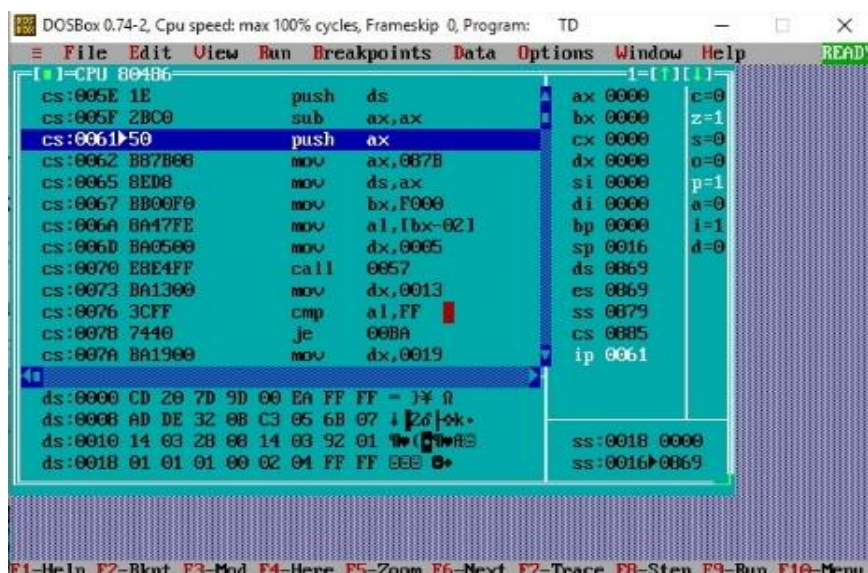 DOSBox 0.74-2, Cpu speed: max 100% cycles, Frameskip 0, Program: TD
≡ File Edit View Run Breakpoints Data Options Window Help READY
[■]=CPU 80486 1=[↑][↓]
cs:005E 1E push ds ax 0000 c=0
cs:005F 2BC0 sub ax,ax bx 0000 z=1
cs:0061►50 push ax cx 0000 s=0
cs:0062 B87B08 mov ax,087B dx 0000 o=0
cs:0065 8ED8 mov ds,ax si 0000 p=1
cs:0067 BB00F0 mov bx,F000 di 0000 a=0
cs:006A 8A47FE mov al,[bx-02] bp 0000 i=1
cs:006D BA0500 mov dx,0005 sp 0016 d=0
cs:0070 E8E4FF call 0057 ds 0869
cs:0073 BA1300 mov dx,0013 es 0869
cs:0076 3CFF cmp al,FF ss 0879
cs:0078 7440 je 00BA cs 0885
cs:007A BA1900 mov dx,0019 ip 0061
ds:0000 CD 20 7D 9D 00 EA FF FF = }¥ Ω
ds:0008 AD DE 32 0B C3 05 6B 07
ds:0010 14 03 28 08 14 03 92 01
ds:0018 01 01 01 00 02 04 FF FF
ss:0018 0000
ss:0016►0869
F1-Help F2-Bkpt F3-Mod F4-Here F5-Zoom F6-Next F7-Trace F8-Step F9-Run F10-Menu